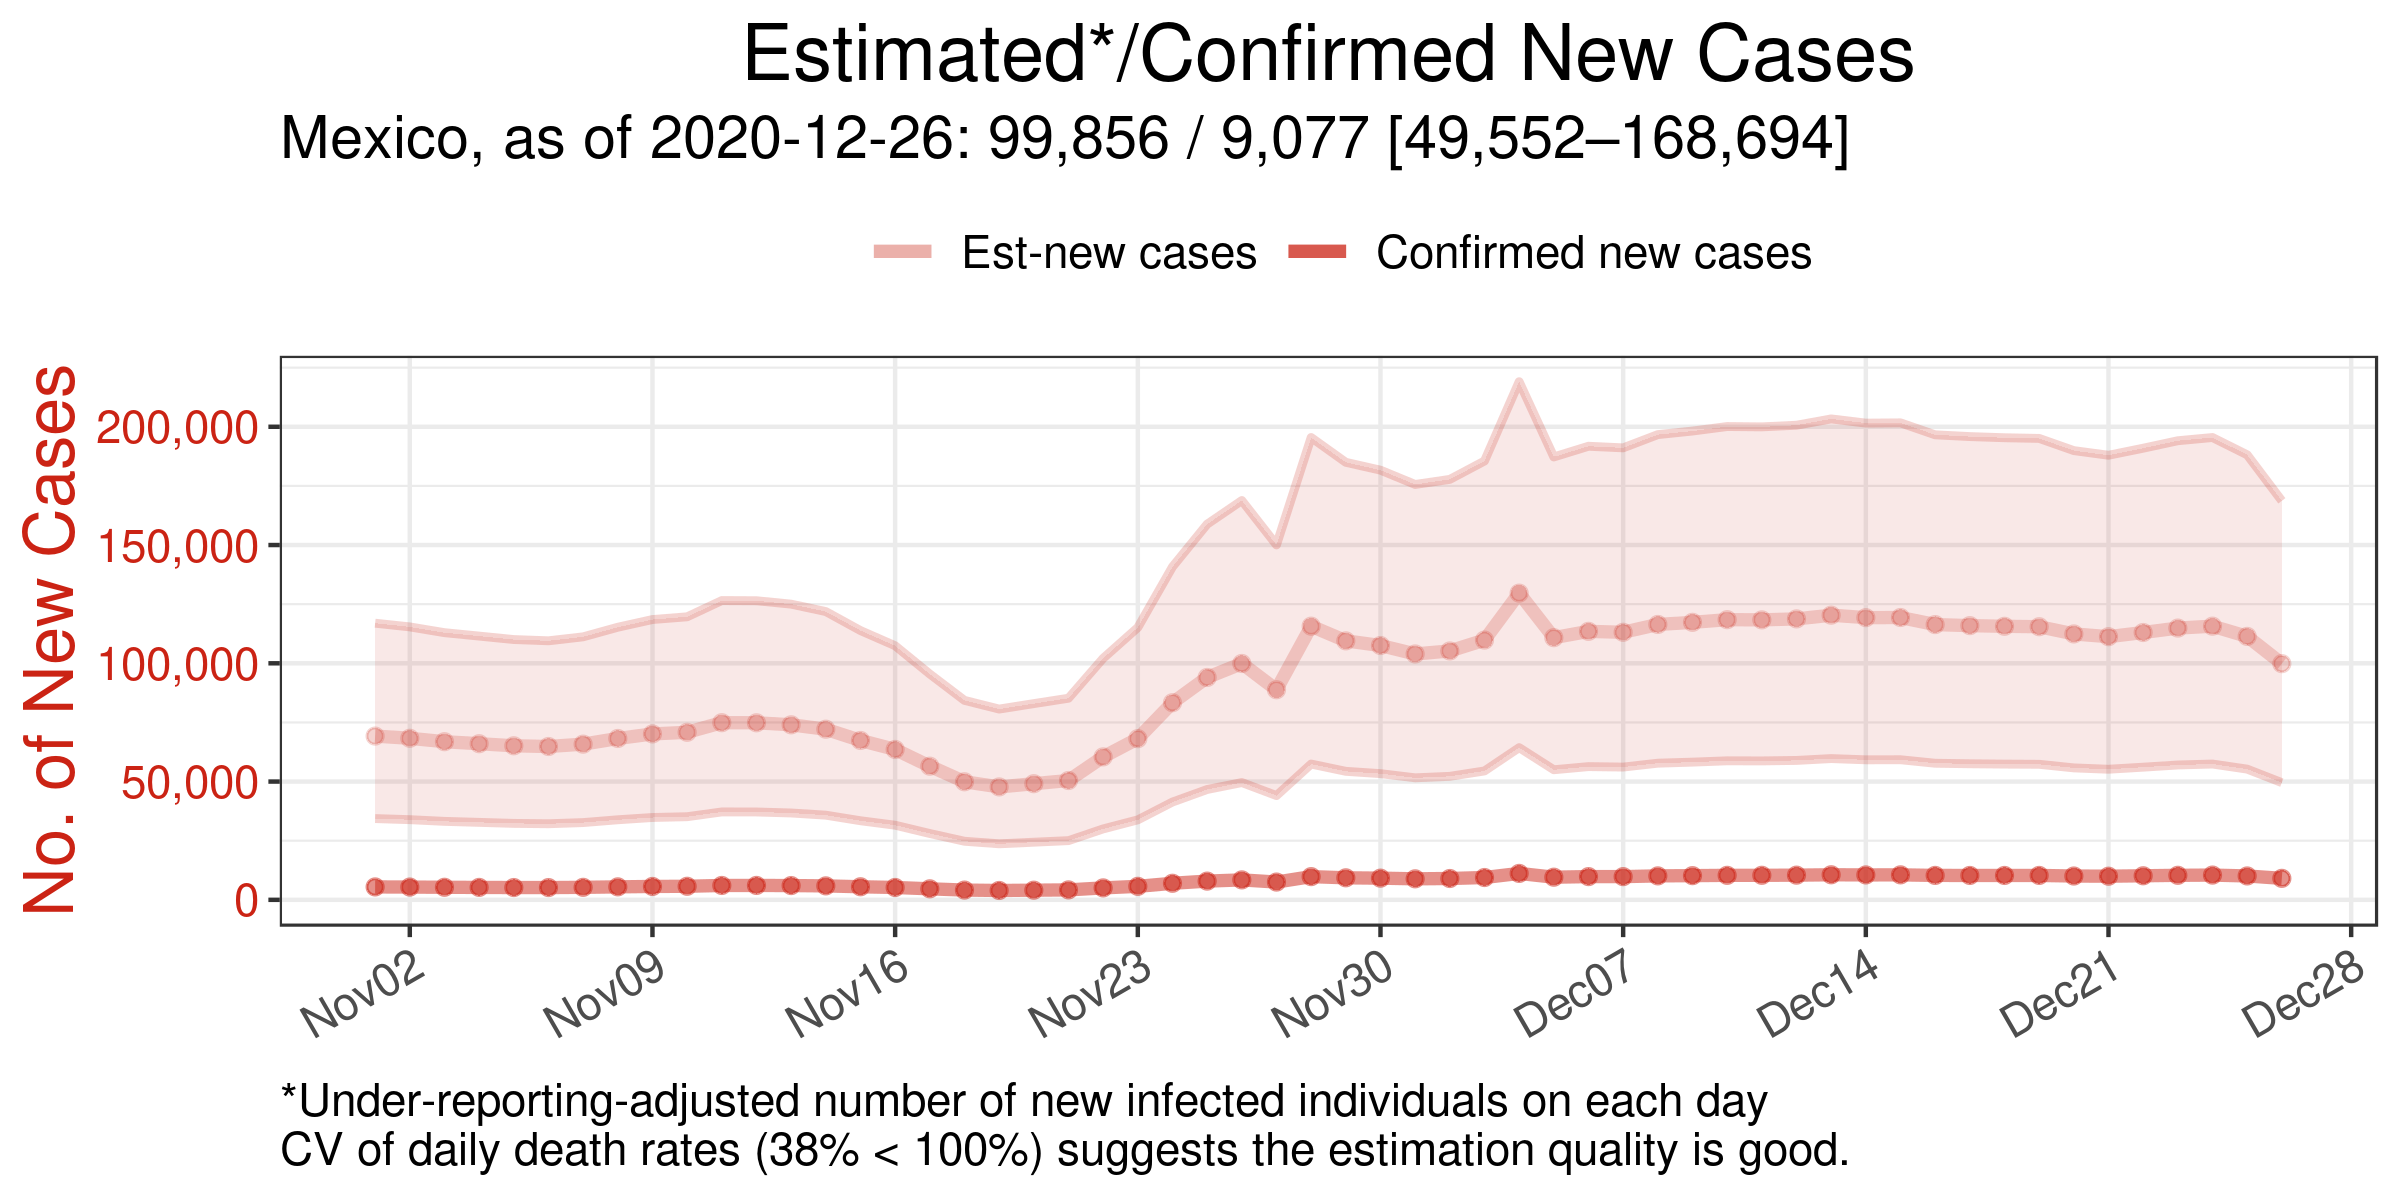 Estimated*/Confirmed New Cases
Mexico, as of 2020-12-26: 99,856 / 9,077 [49,552–168,694]
Est-new cases Confirmed new cases
No. of New Cases
200,000
150,000
100,000
50,000
0
Nov02 Nov09 Nov16 Nov23 Nov30 Dec07 Dec14 Dec21 Dec28
*Under-reporting-adjusted number of new infected individuals on each day
CV of daily death rates (38% < 100%) suggests the estimation quality is good.